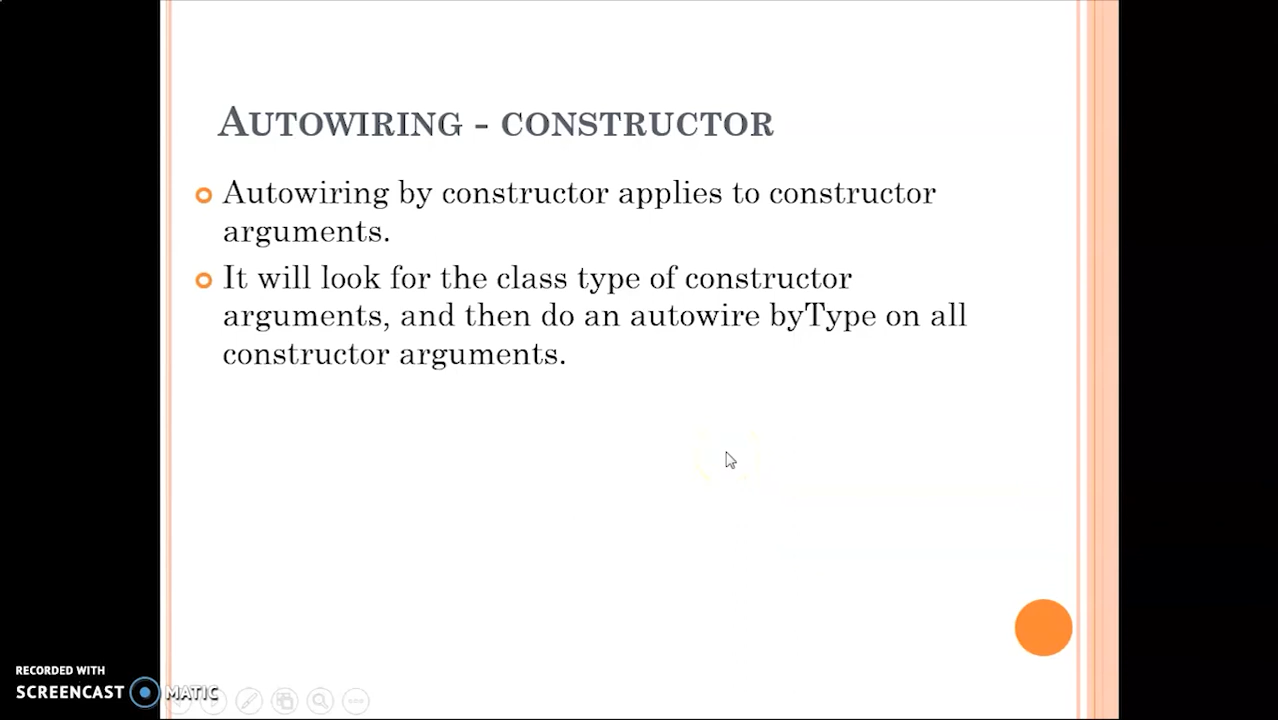 AUTOWIRING - CONSTRUCTOR
Autowiring by constructor applies to constructor
arguments.
It will look for the class type of constructor
arguments, and then do an autowire byType on all
constructor arguments.
RECORDED WITH
SCREENCAST MATIC